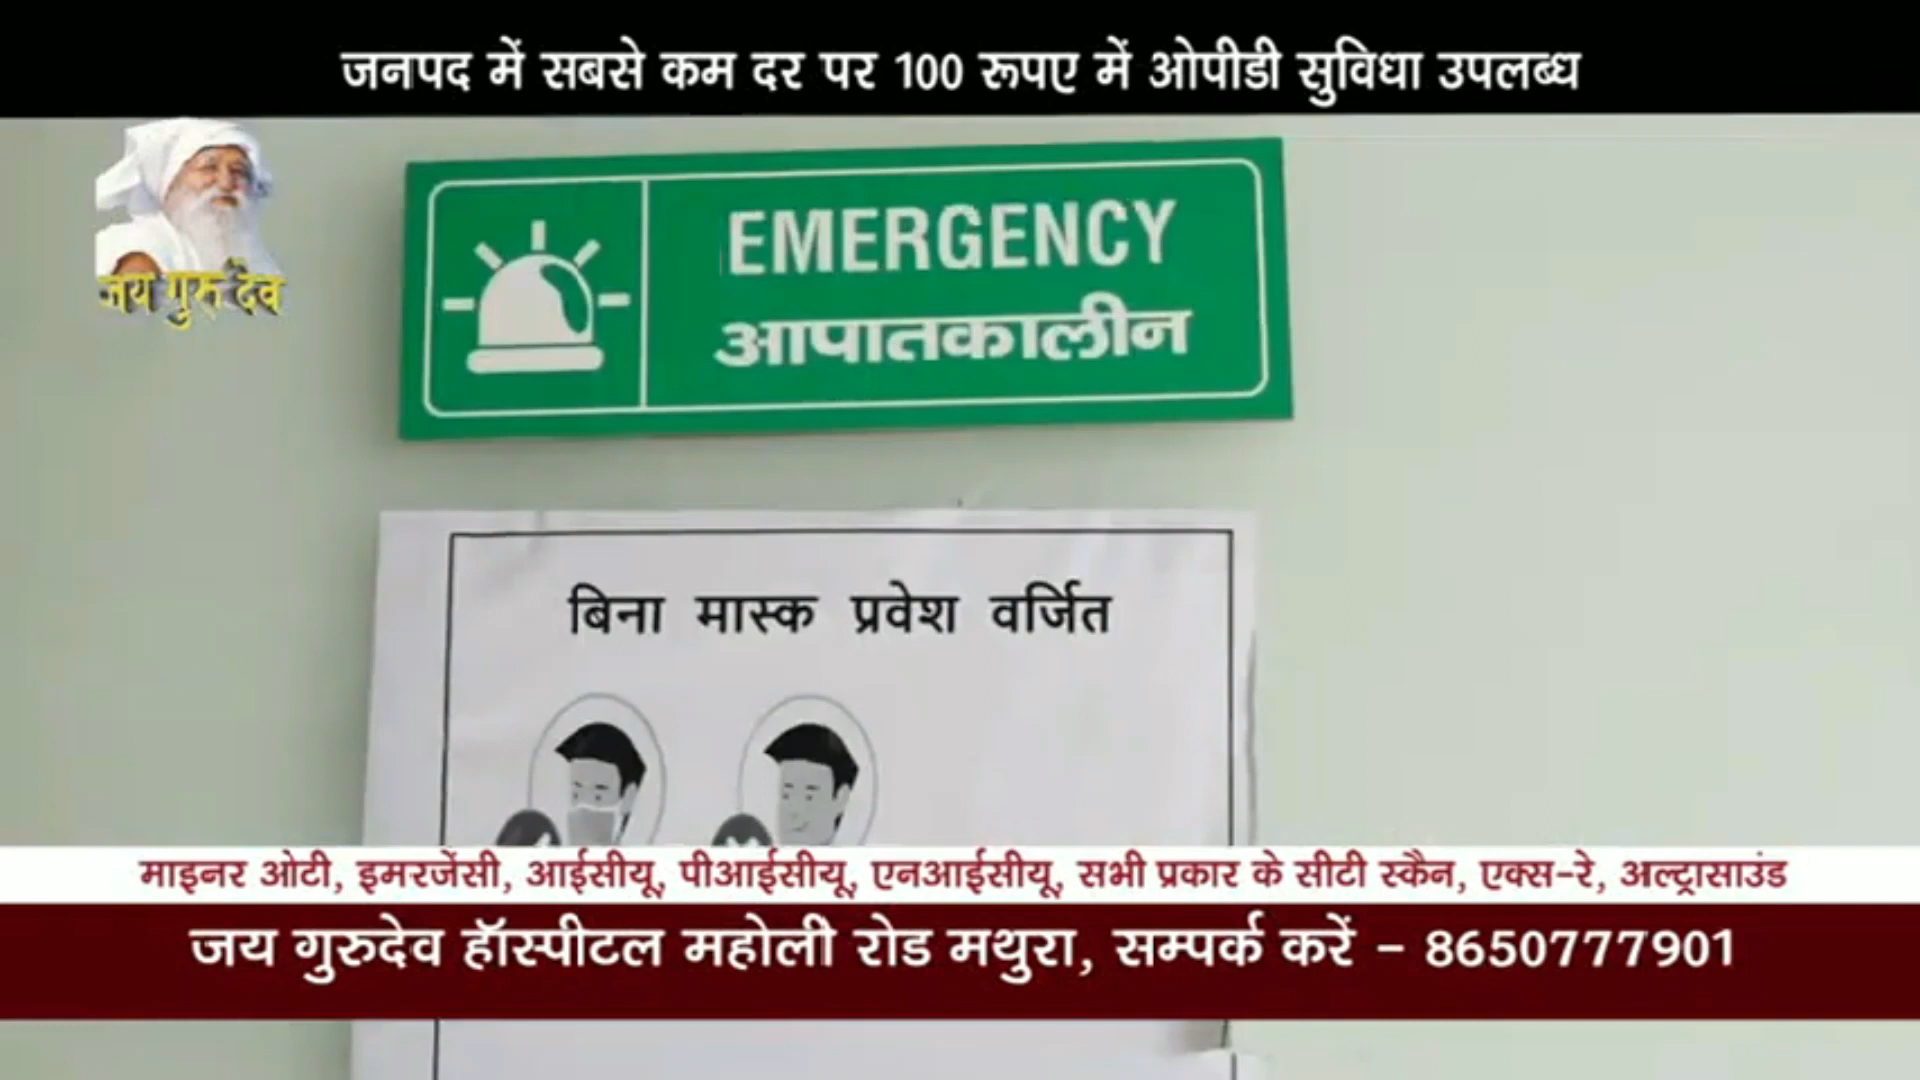 जनपद में सबसे कम दर पर 100 रूपए में ओपीडी सुविधा उपलब्ध
जय गुरु देव
EMERGENCY
आपातकालीन
बिना मास्क प्रवेश वर्जित
माइनर ओटी, इमरजेंसी, आईसीयू, पीआईसीयू, एनआईसीयू, सभी प्रकार के सीटी स्कैन, एक्स-रे, अल्ट्रासाउंड
जय गुरुदेव हॉस्पीटल महोली रोड मथुरा, सम्पर्क करें - 8650777901